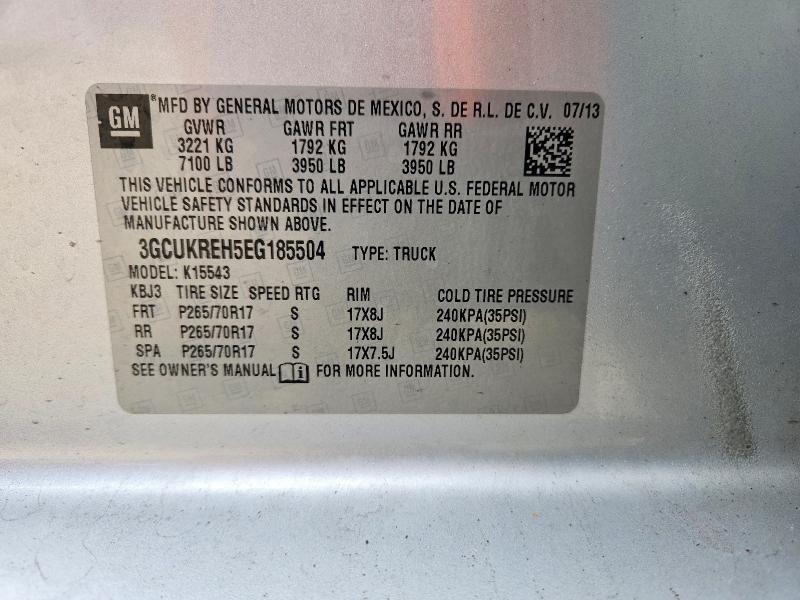 GM ®MFD BY GENERAL MOTORS DE MEXICO, S. DE R.L. DE C.V. 07/13
GVWR GAWR FRT GAWR RR
3221 KG 1792 KG 1792 KG
7100 LB 3950 LB 3950 LB
THIS VEHICLE CONFORMS TO ALL APPLICABLE U.S. FEDERAL MOTOR
VEHICLE SAFETY STANDARDS IN EFFECT ON THE DATE OF
MANUFACTURE SHOWN ABOVE.
3GCUKREH5EG185504 TYPE: TRUCK
MODEL: K15543
KBJ3 TIRE SIZE SPEED RTG RIM COLD TIRE PRESSURE
FRT P265/70R17 S 17X8J 240KPA(35PSI)
RR P265/70R17 S 17X8J 240KPA(35PSI)
SPA P265/70R17 S 17X7.5J 240KPA(35PSI)
SEE OWNER'S MANUAL FOR MORE INFORMATION.